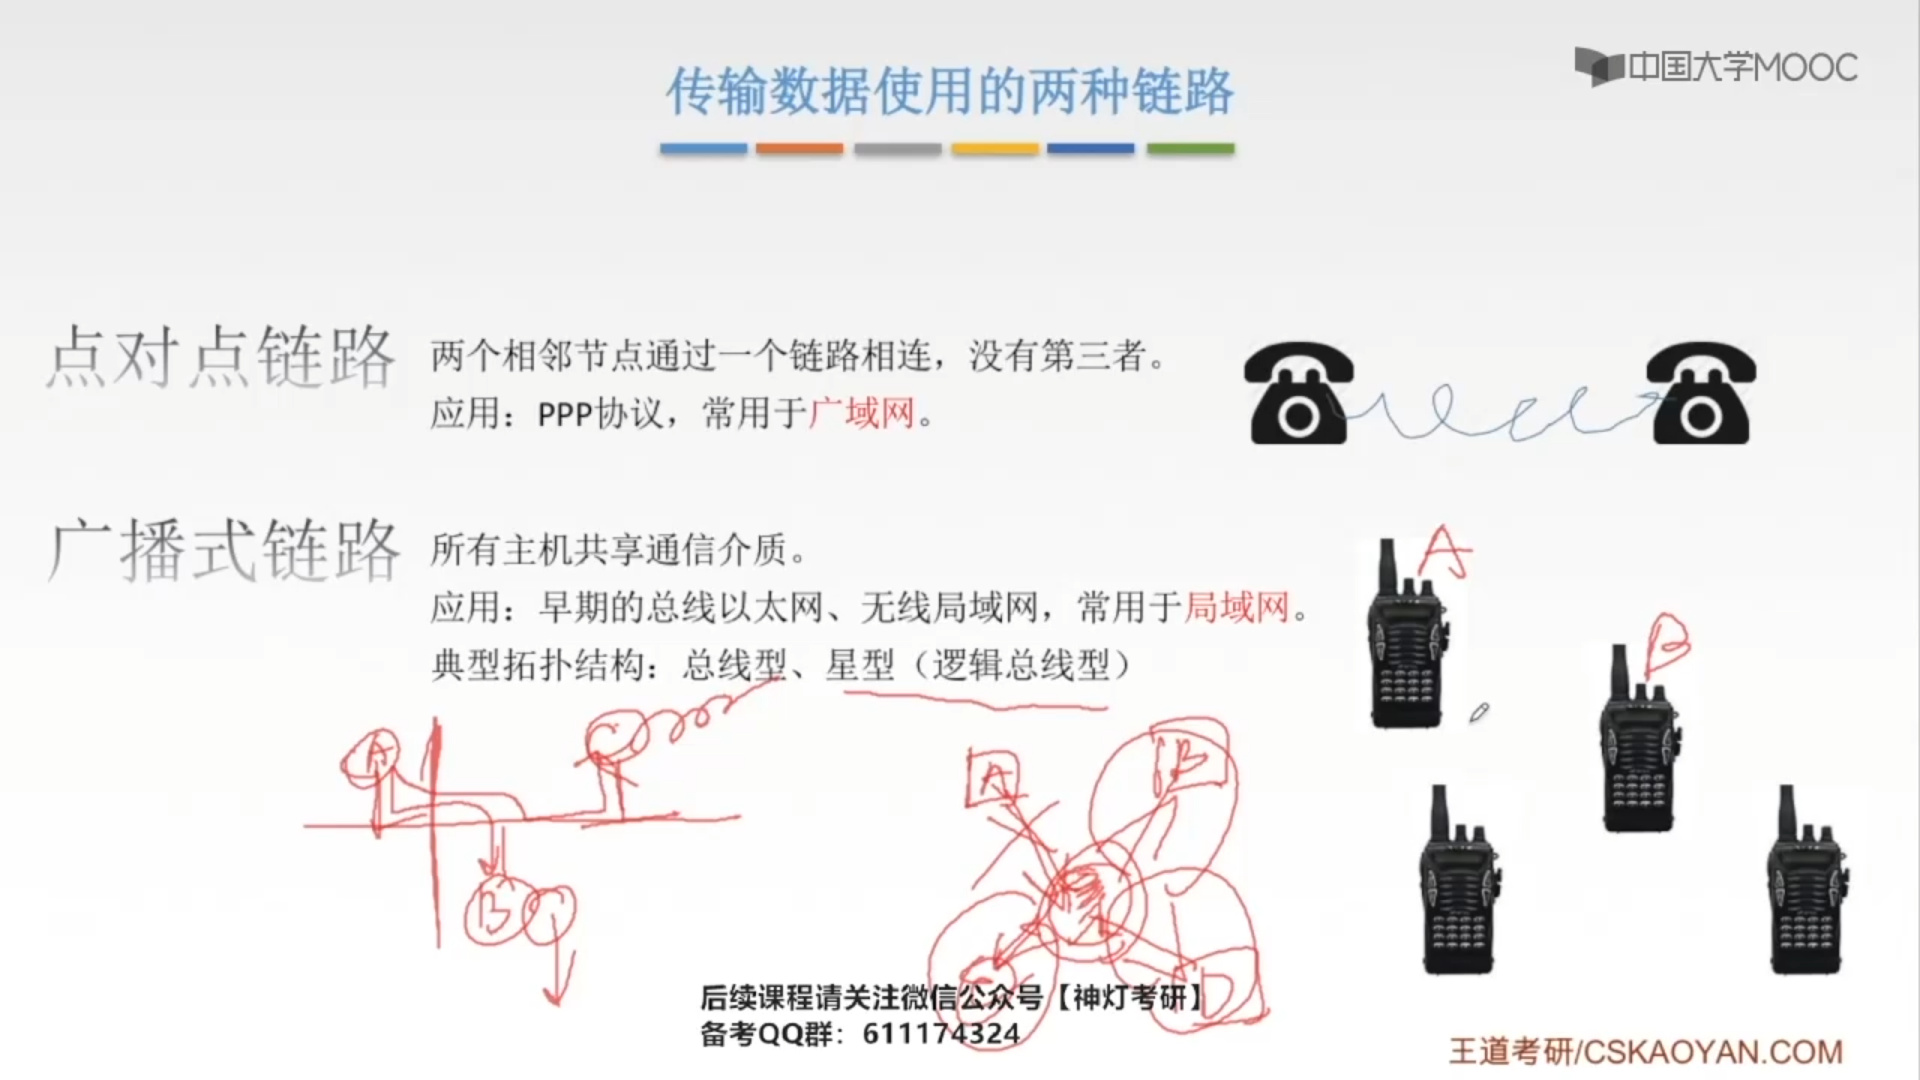 中国大学MOOC
传输数据使用的两种链路
点对点链路
两个相邻节点通过一个链路相连，没有第三者。
应用：PPP协议，常用于广域网。
广播式链路
所有主机共享通信介质。
应用：早期的总线以太网、无线局域网，常用于局域网。
典型拓扑结构：总线型、星型（逻辑总线型）
A
B
A
C
B
A
B
D
后续课程请关注微信公众号【神灯考研】
备考QQ群：611174324
王道考研/CSKAOYAN.COM